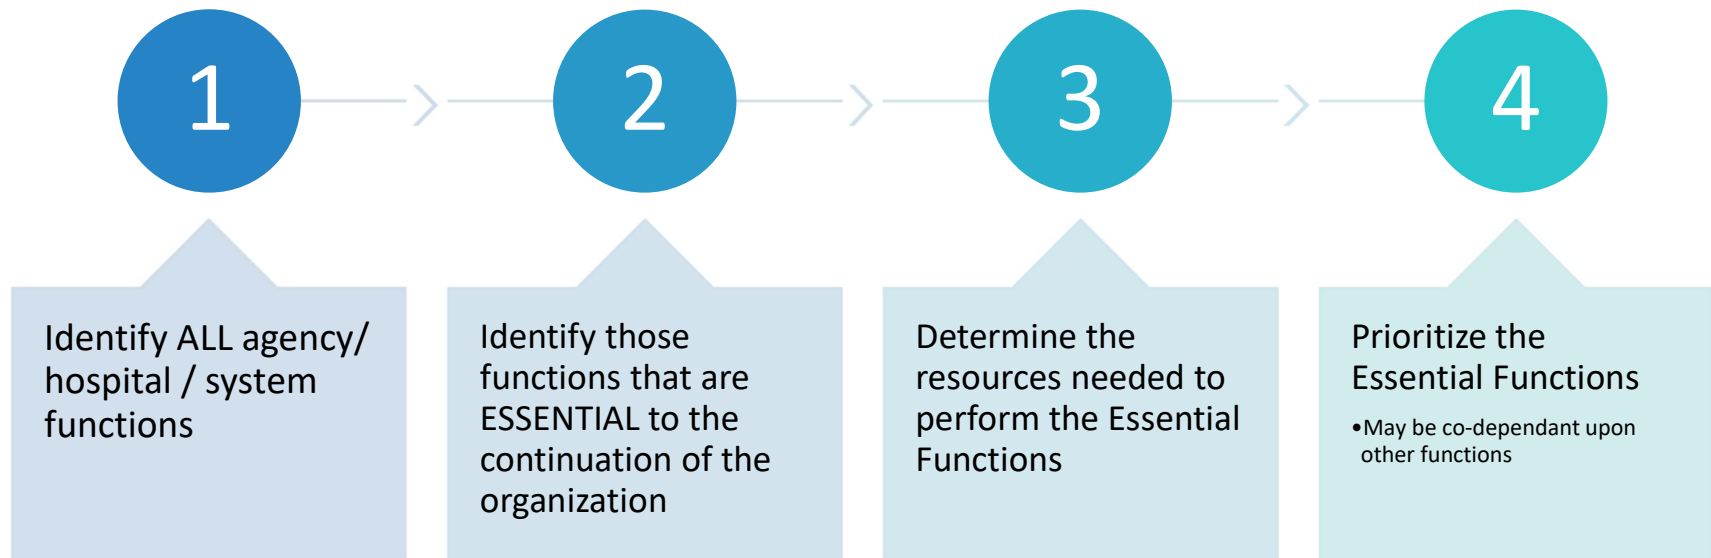 1
2
3
4
Identify ALL agency/
hospital / system
functions
Identify those
functions that are
ESSENTIAL to the
continuation of the
organization
Determine the
resources needed to
perform the Essential
Functions
Prioritize the
Essential Functions
•May be co-dependant upon
other functions